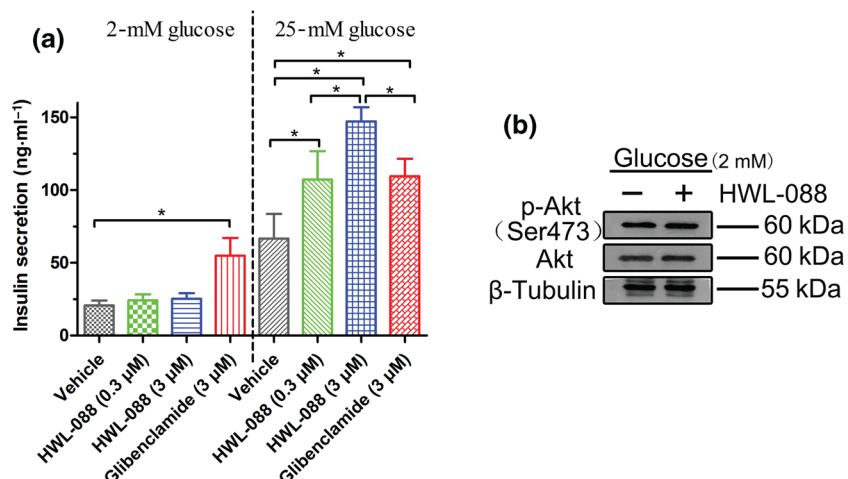 (a)
2-mM glucose
25-mM glucose
*
*
*
*
*
*
Insulin secretion (ng·ml⁻¹)
150
100
50
0
Vehicle
HWL-088 (0.3 µM)
HWL-088 (3 µM)
Glibenclamide (3 µM)
Vehicle
HWL-088 (0.3 µM)
HWL-088 (3 µM)
Glibenclamide (3 µM)
(b)
Glucose (2 mM)
− + HWL-088
p-Akt
(Ser473)
60 kDa
Akt
60 kDa
β-Tubulin
55 kDa